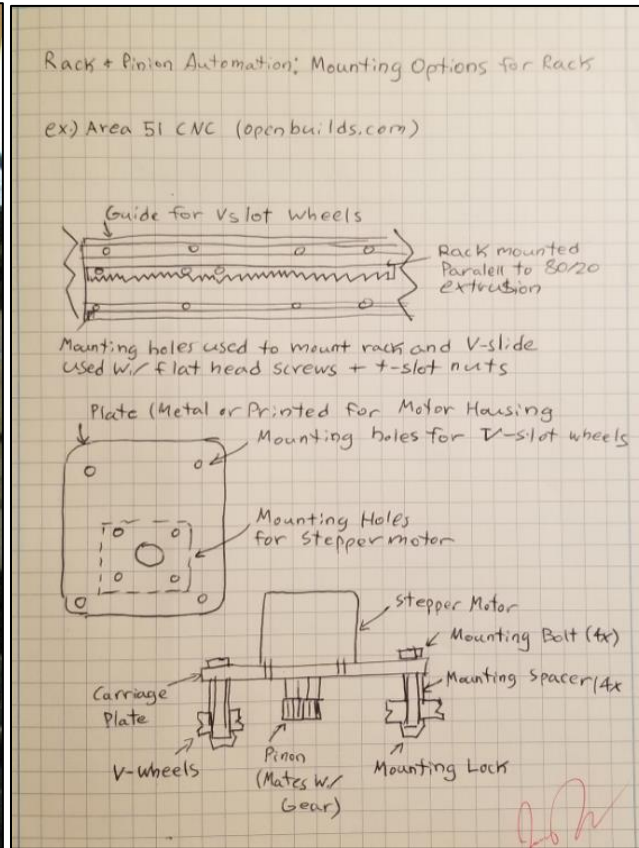 Rack + Pinion Automation: Mounting Options for Rack
ex.) Area 51 CNC (openbuilds.com)
Guide for Vslot wheels
Rack mounted
Paralell to 80/20
extrusion
Mounting holes used to mount rack and V-slide
used w/ flat head screws + t-slot nuts
Plate (Metal or Printed for Motor Housing
Mounting holes for V-slot wheels
Mounting Holes
for Stepper motor
Stepper Motor
Mounting Bolt (4x)
Mounting Spacer (4x
Carriage
Plate
V-wheels
Pinon
(Mates w/
Gear)
Mounting Lock